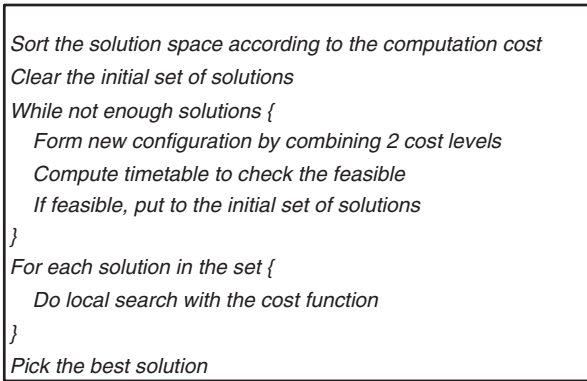 Sort the solution space according to the computation cost
Clear the initial set of solutions
While not enough solutions {
Form new configuration by combining 2 cost levels
Compute timetable to check the feasible
If feasible, put to the initial set of solutions
}
For each solution in the set {
Do local search with the cost function
}
Pick the best solution